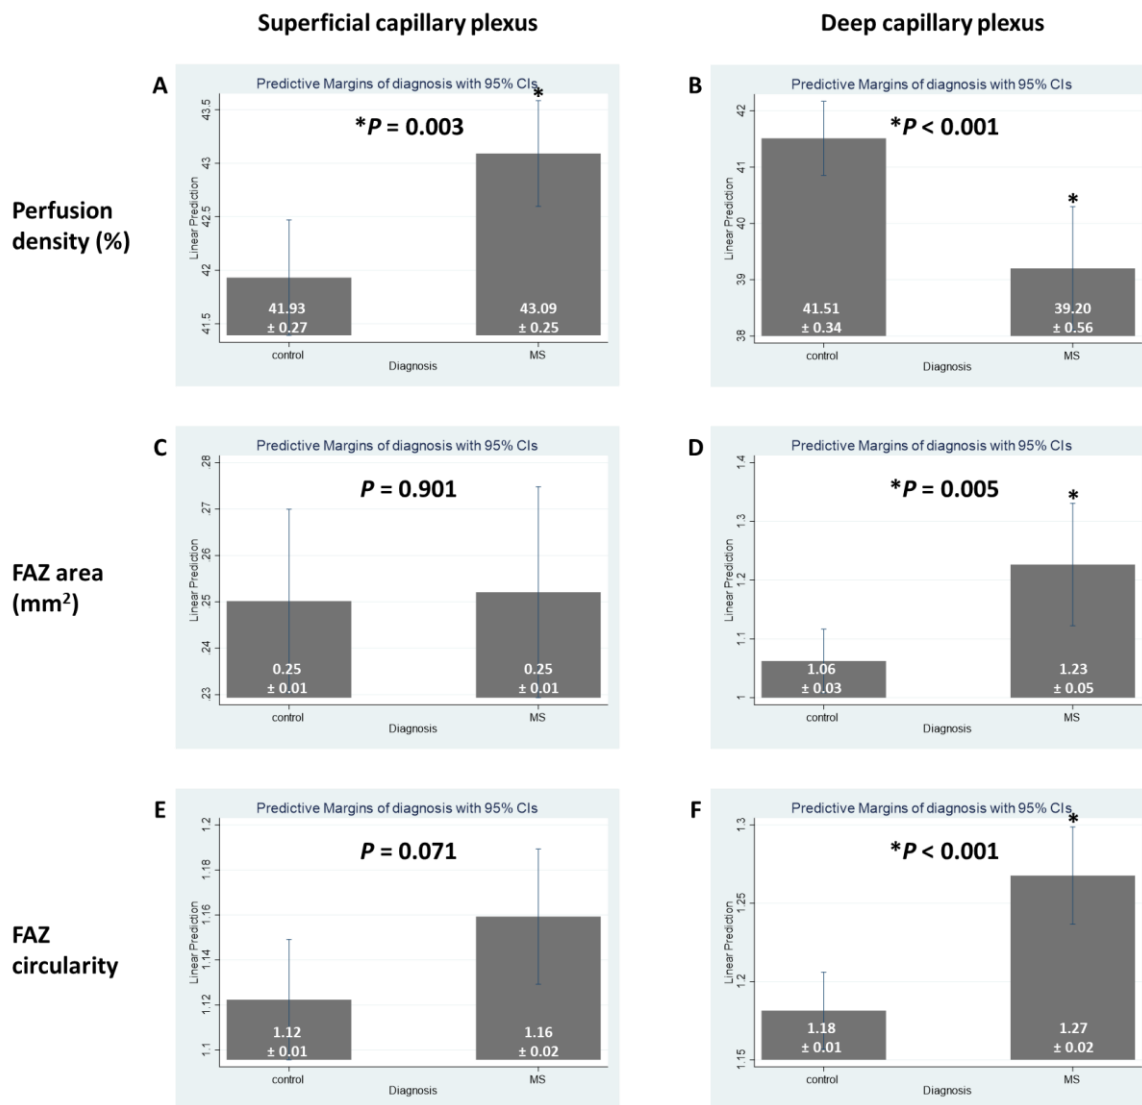 Superficial capillary plexus
Deep capillary plexus
Perfusion
density (%)
A
Predictive Margins of diagnosis with 95% CIs
*
*P = 0.003
Linear Prediction
43.5
43
42.5
42
41.5
41.93
± 0.27
43.09
± 0.25
control
MS
Diagnosis
B
Predictive Margins of diagnosis with 95% CIs
*P < 0.001
*
Linear Prediction
42
41
40
39
38
41.51
± 0.34
39.20
± 0.56
control
MS
Diagnosis
FAZ area
(mm²)
C
Predictive Margins of diagnosis with 95% CIs
P = 0.901
Linear Prediction
.28
.27
.26
.25
.24
.23
0.25
± 0.01
0.25
± 0.01
control
MS
Diagnosis
D
Predictive Margins of diagnosis with 95% CIs
*P = 0.005
*
Linear Prediction
1.4
1.3
1.2
1.1
1
1.06
± 0.03
1.23
± 0.05
control
MS
Diagnosis
FAZ
circularity
E
Predictive Margins of diagnosis with 95% CIs
P = 0.071
Linear Prediction
1.2
1.18
1.16
1.14
1.12
1.1
1.12
± 0.01
1.16
± 0.02
control
MS
Diagnosis
F
Predictive Margins of diagnosis with 95% CIs
*
*P < 0.001
Linear Prediction
1.3
1.25
1.2
1.15
1.18
± 0.01
1.27
± 0.02
control
MS
Diagnosis